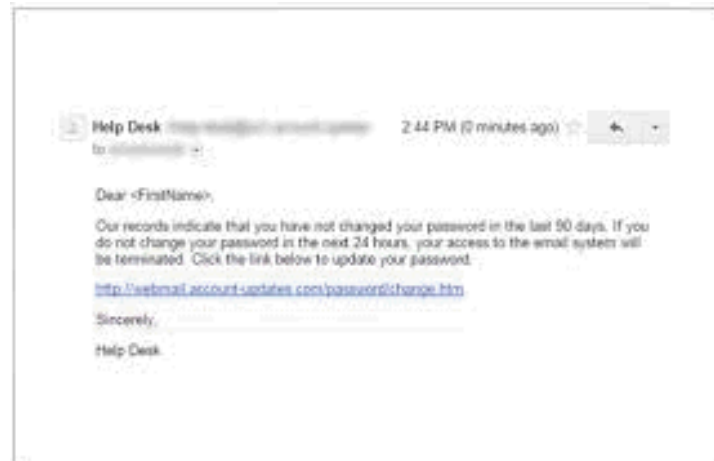 Help Desk 2:44 PM (0 minutes ago)
to
Dear <FirstName>,
Our records indicate that you have not changed your password in the last 90 days. If you
do not change your password in the next 24 hours, your access to the email system will
be terminated. Click the link below to update your password.
http://webmail.account-updates.com/password/change.htm
Sincerely,
Help Desk